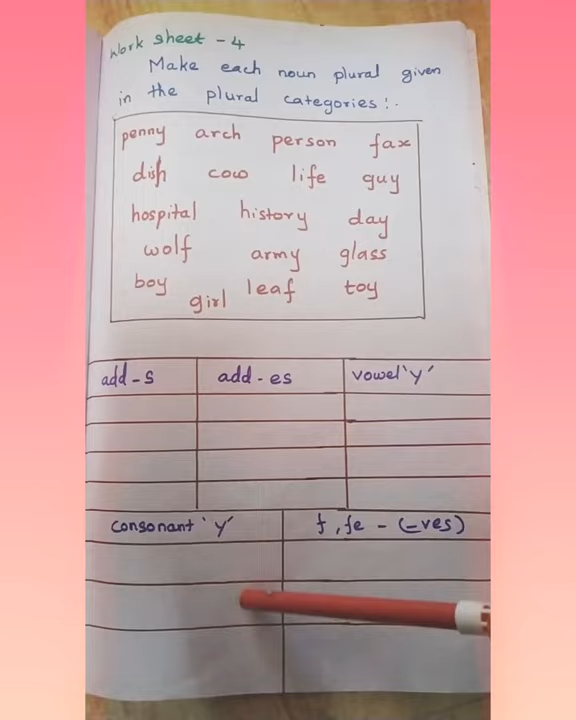 Work sheet - 4
Make each noun plural given
in the plural categories!.
penny arch person fax
dish cow life guy
hospital history day
wolf army glass
boy girl leaf toy
add-s add-es vowel 'y'
consonant 'y' f, fe - (-ves)